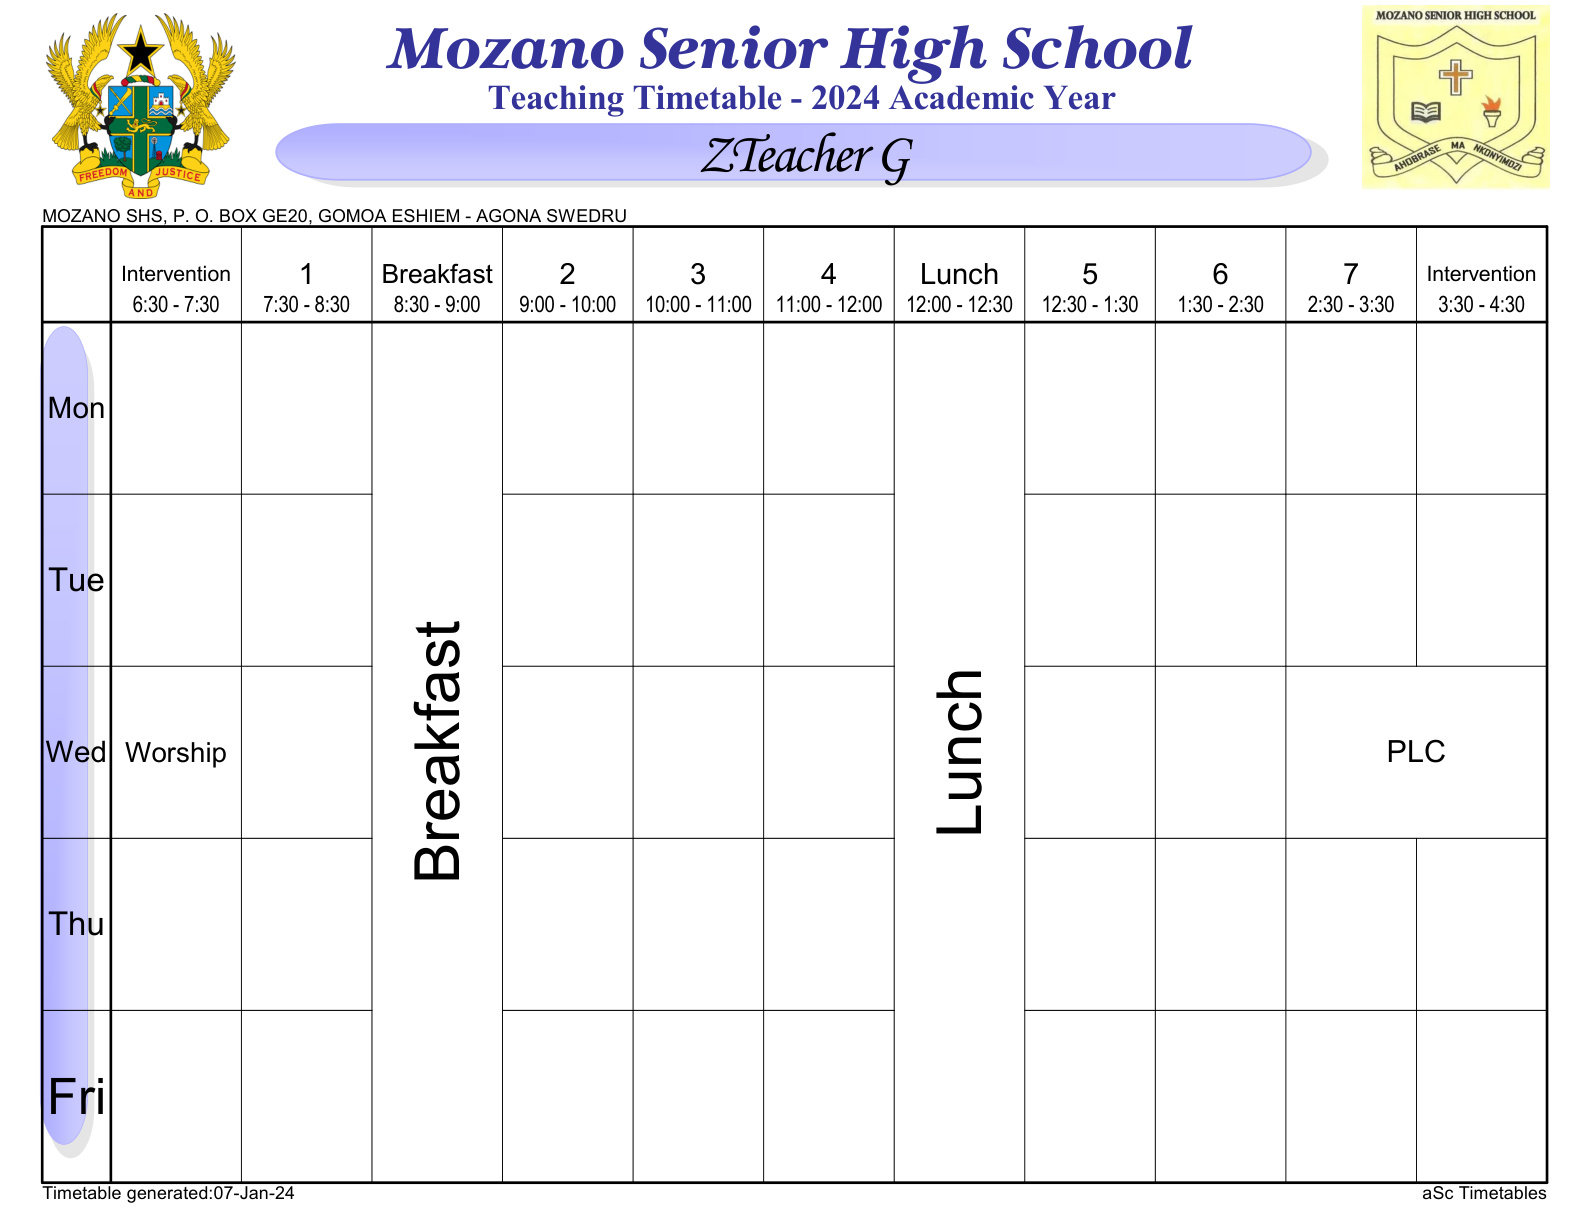 Mozano Senior High School
Teaching Timetable - 2024 Academic Year
ZTeacher G
FREEDOM AND JUSTICE
MOZANO SENIOR HIGH SCHOOL
AHOBRASE MA NKONYIMDZI
MOZANO SHS, P. O. BOX GE20, GOMOA ESHIEM - AGONA SWEDRU
Intervention 1 Breakfast 2 3 4 Lunch 5 6 7 Intervention
6:30 - 7:30 7:30 - 8:30 8:30 - 9:00 9:00 - 10:00 10:00 - 11:00 11:00 - 12:00 12:00 - 12:30 12:30 - 1:30 1:30 - 2:30 2:30 - 3:30 3:30 - 4:30
Mon
Tue
Wed Worship Breakfast Lunch PLC
Thu
Fri
Timetable generated:07-Jan-24 aSc Timetables